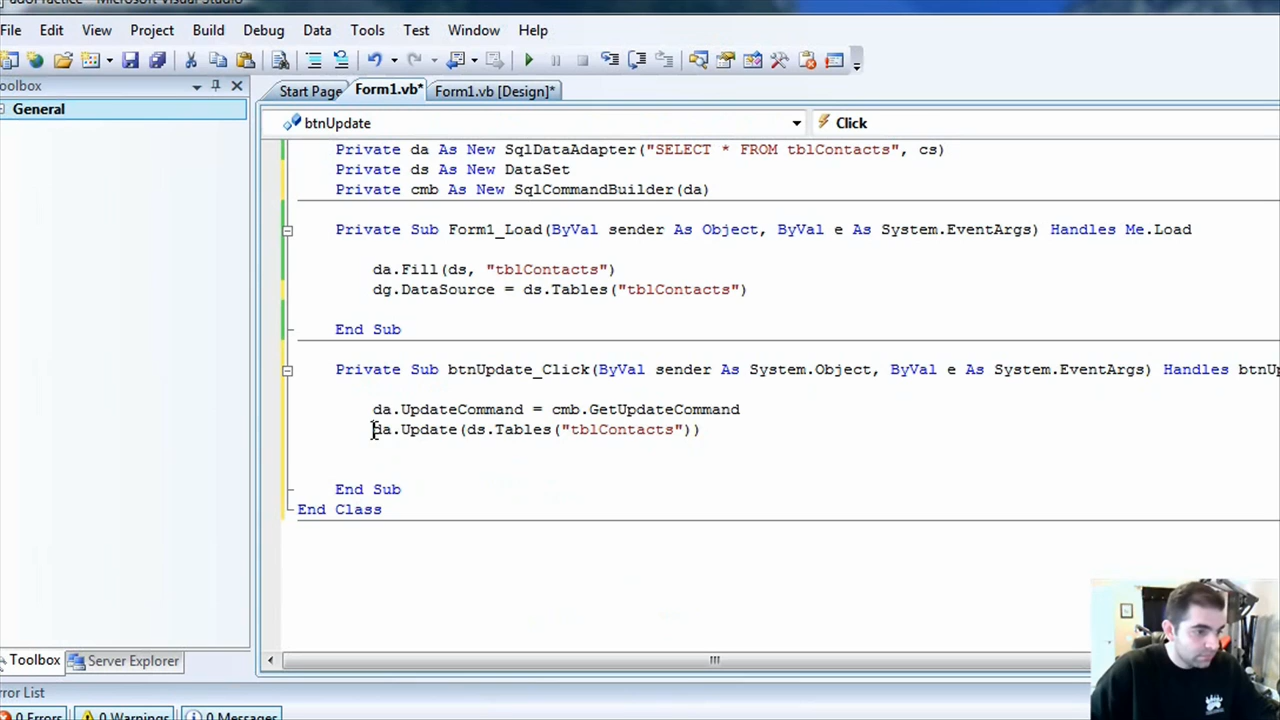 File Edit View Project Build Debug Data Tools Test Window Help
Start Page Form1.vb* Form1.vb [Design]*
General
btnUpdate Click
Private da As New SqlDataAdapter("SELECT * FROM tblContacts", cs)
Private ds As New DataSet
Private cmb As New SqlCommandBuilder(da)
Private Sub Form1_Load(ByVal sender As Object, ByVal e As System.EventArgs) Handles Me.Load
da.Fill(ds, "tblContacts")
dg.DataSource = ds.Tables("tblContacts")
End Sub
Private Sub btnUpdate_Click(ByVal sender As System.Object, ByVal e As System.EventArgs) Handles btnU
da.UpdateCommand = cmb.GetUpdateCommand
da.Update(ds.Tables("tblContacts"))
End Sub
End Class
Toolbox Server Explorer
0 Errors 0 Warnings 0 Messages